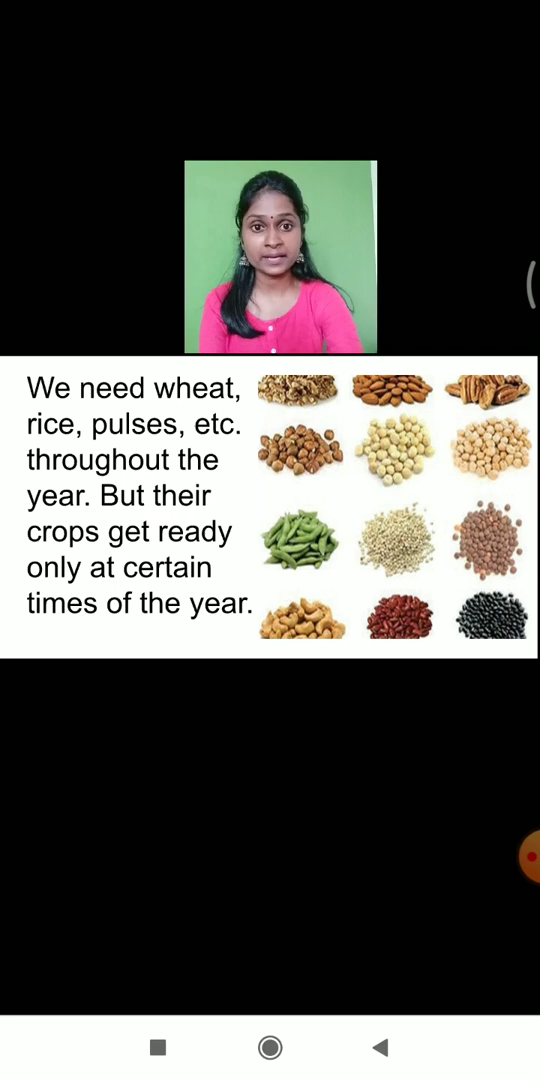 We need wheat,
rice, pulses, etc.
throughout the
year. But their
crops get ready
only at certain
times of the year.